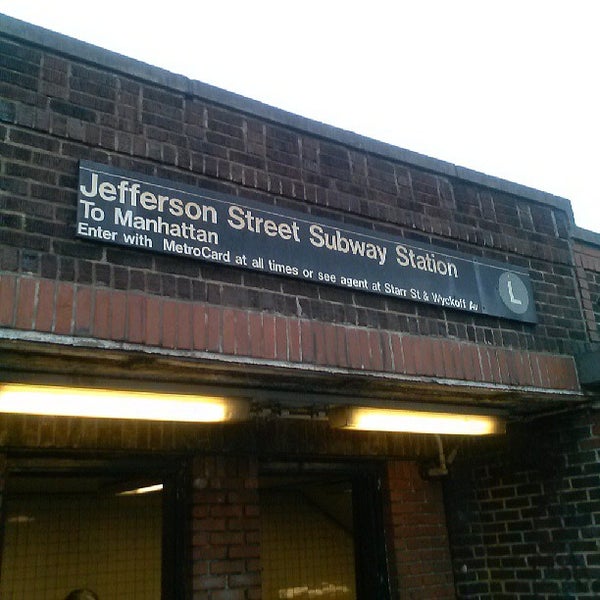 Jefferson Street Subway Station
To Manhattan
Enter with MetroCard at all times or see agent at Starr St & Wyckoff Av
L